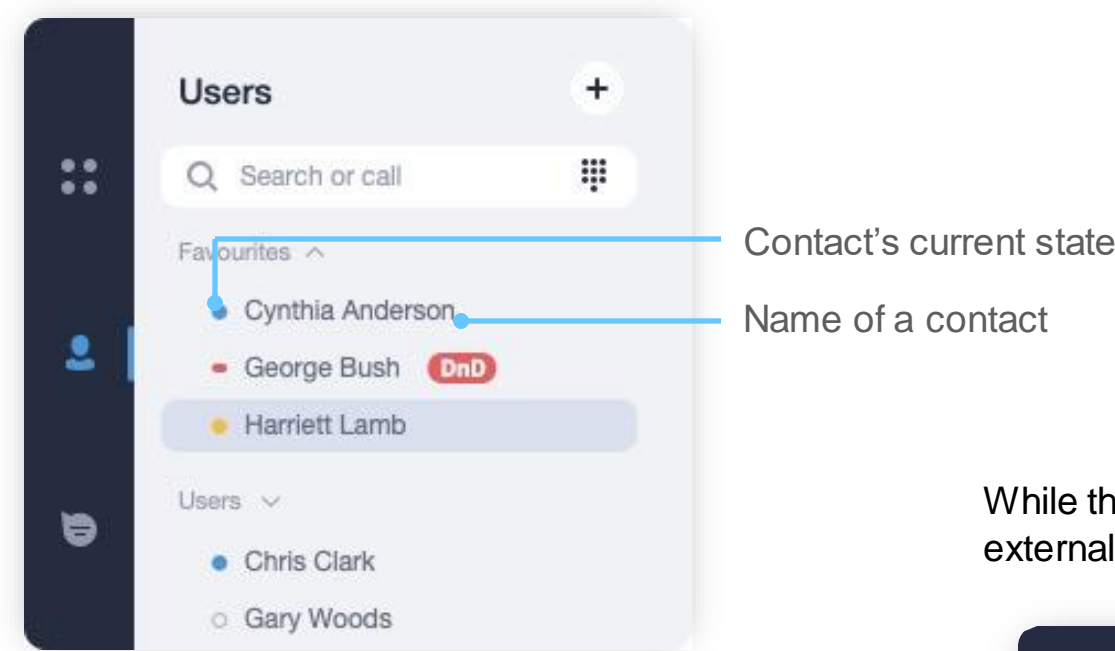 Users
+
Search or call
Favourites
Contact’s current state
Cynthia Anderson
Name of a contact
George Bush DnD
Harriett Lamb
Users
While th
external
Chris Clark
Gary Woods